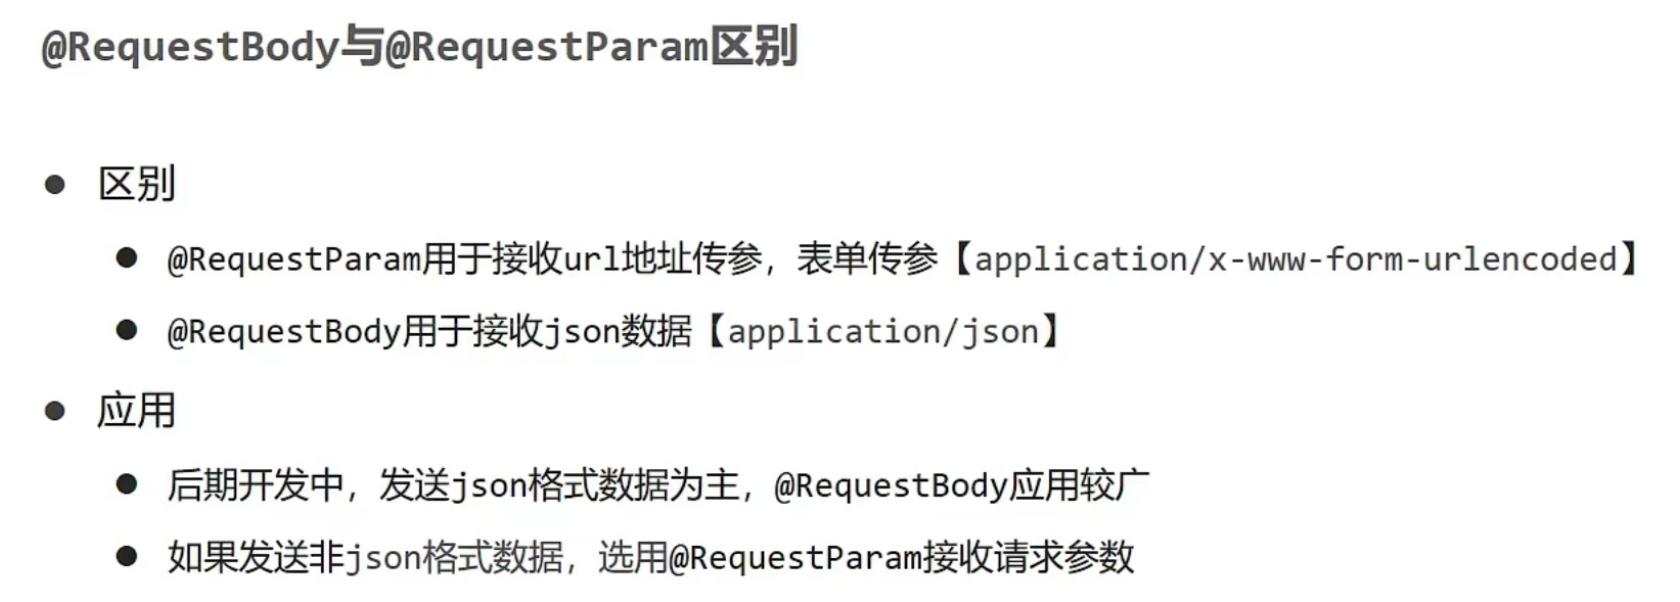 @RequestBody与@RequestParam区别
● 区别
● @RequestParam用于接收url地址传参，表单传参【application/x-www-form-urlencoded】
● @RequestBody用于接收json数据【application/json】
● 应用
● 后期开发中，发送json格式数据为主，@RequestBody应用较广
● 如果发送非json格式数据，选用@RequestParam接收请求参数